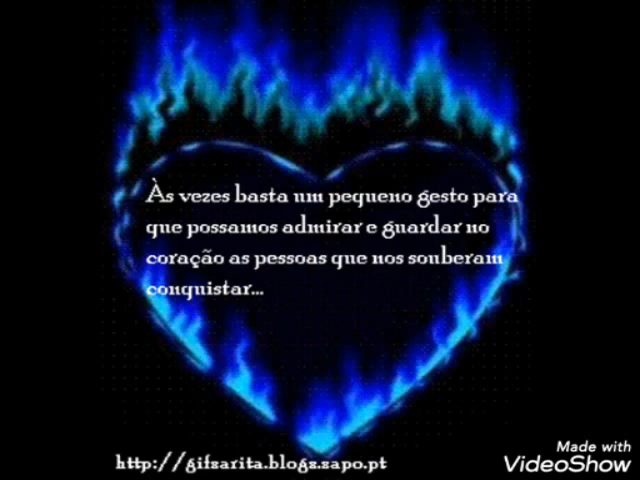 Às vezes basta um pequeno gesto para
que possamos admirar e guardar no
coração as pessoas que nos souberam
conquistar...
http://gifsarita.blogs.sapo.pt
Made with
VideoShow